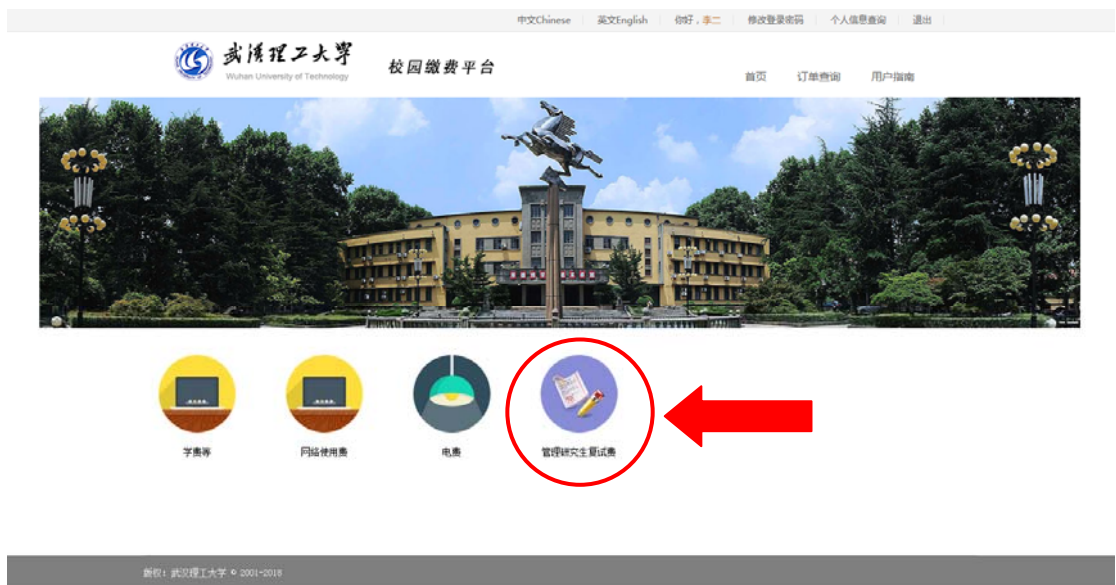 中文Chinese 英文English 你好，李二 修改登录密码 个人信息查询 退出
武汉理工大学
Wuhan University of Technology
校园缴费平台
首页 订单查询 用户指南
学费等 网络使用费 电费 管理研究生复试费
版权：武汉理工大学 © 2001-2018